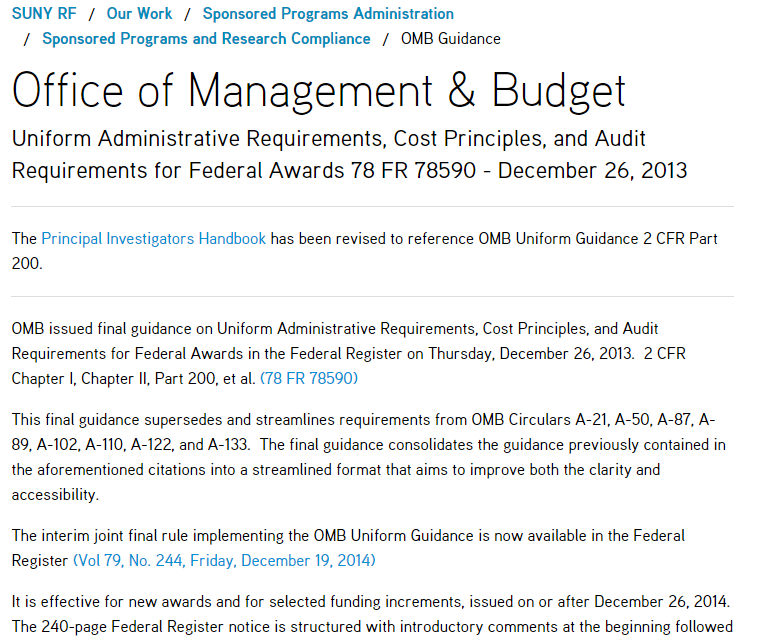 SUNY RF / Our Work / Sponsored Programs Administration
/ Sponsored Programs and Research Compliance / OMB Guidance
Office of Management & Budget
Uniform Administrative Requirements, Cost Principles, and Audit
Requirements for Federal Awards 78 FR 78590 - December 26, 2013
The Principal Investigators Handbook has been revised to reference OMB Uniform Guidance 2 CFR Part
200.
OMB issued final guidance on Uniform Administrative Requirements, Cost Principles, and Audit
Requirements for Federal Awards in the Federal Register on Thursday, December 26, 2013.  2 CFR
Chapter I, Chapter II, Part 200, et al. (78 FR 78590)
This final guidance supersedes and streamlines requirements from OMB Circulars A-21, A-50, A-87, A-
89, A-102, A-110, A-122, and A-133.  The final guidance consolidates the guidance previously contained in
the aforementioned citations into a streamlined format that aims to improve both the clarity and
accessibility.
The interim joint final rule implementing the OMB Uniform Guidance is now available in the Federal
Register (Vol 79, No. 244, Friday, December 19, 2014)
It is effective for new awards and for selected funding increments, issued on or after December 26, 2014.
The 240-page Federal Register notice is structured with introductory comments at the beginning followed